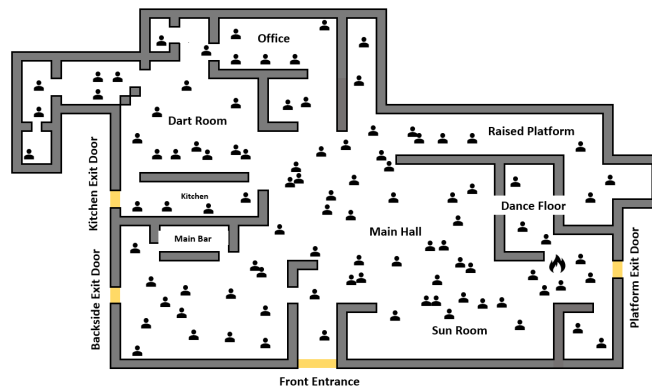 Office
Dart Room
Raised Platform
Kitchen Exit Door
Kitchen
Dance Floor
Main Bar
Main Hall
Backside Exit Door
Platform Exit Door
Sun Room
Front Entrance